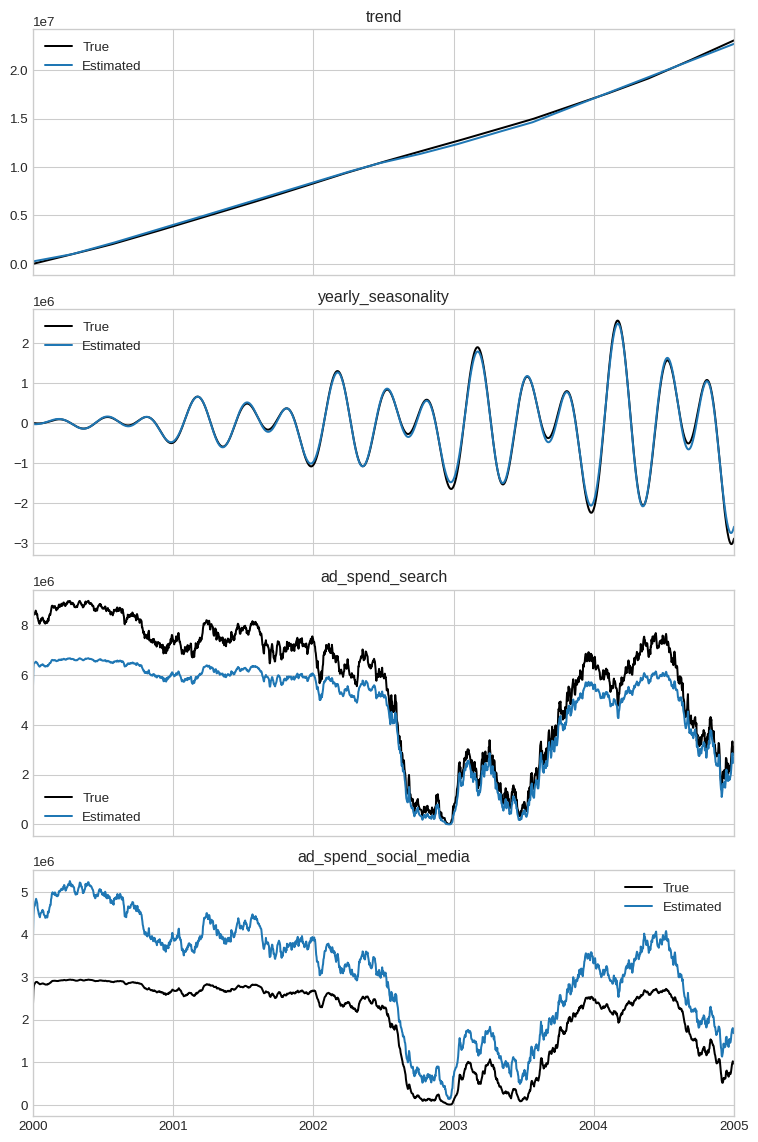 trend
1e7
True
Estimated
2.0
1.5
1.0
0.5
0.0
yearly_seasonality
1e6
True
Estimated
2
1
0
−1
−2
−3
ad_spend_search
1e6
8
6
4
2
0
True
Estimated
ad_spend_social_media
1e6
True
Estimated
5
4
3
2
1
0
2000 2001 2002 2003 2004 2005